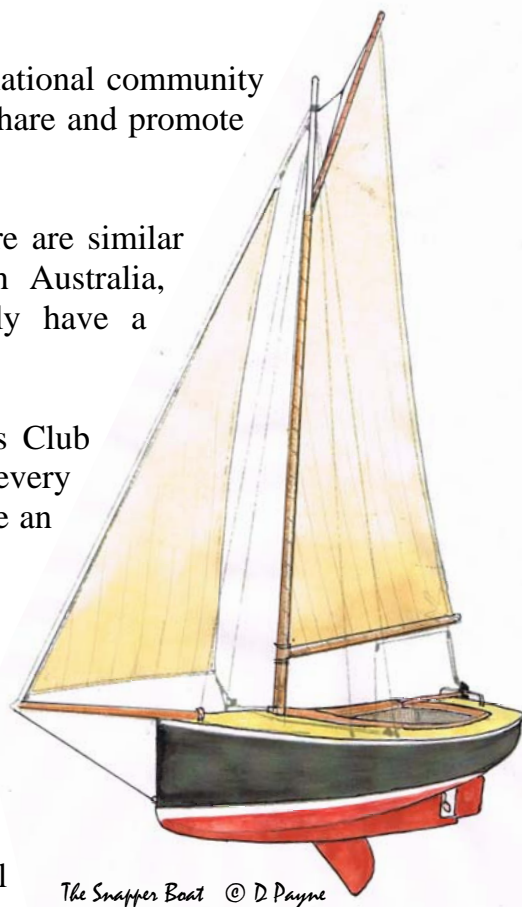 ational community
hare and promote
re are similar
n Australia,
ly have a
s Club
every
e an
l
The Snapper Boat © D Payne